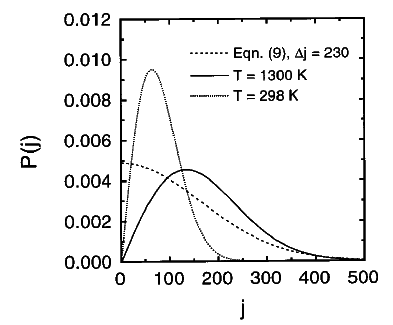 0.012
0.010
0.008
0.006
0.004
0.002
0.000
P(j)
Eqn. (9), Δj = 230
T = 1300 K
T = 298 K
0 100 200 300 400 500
j